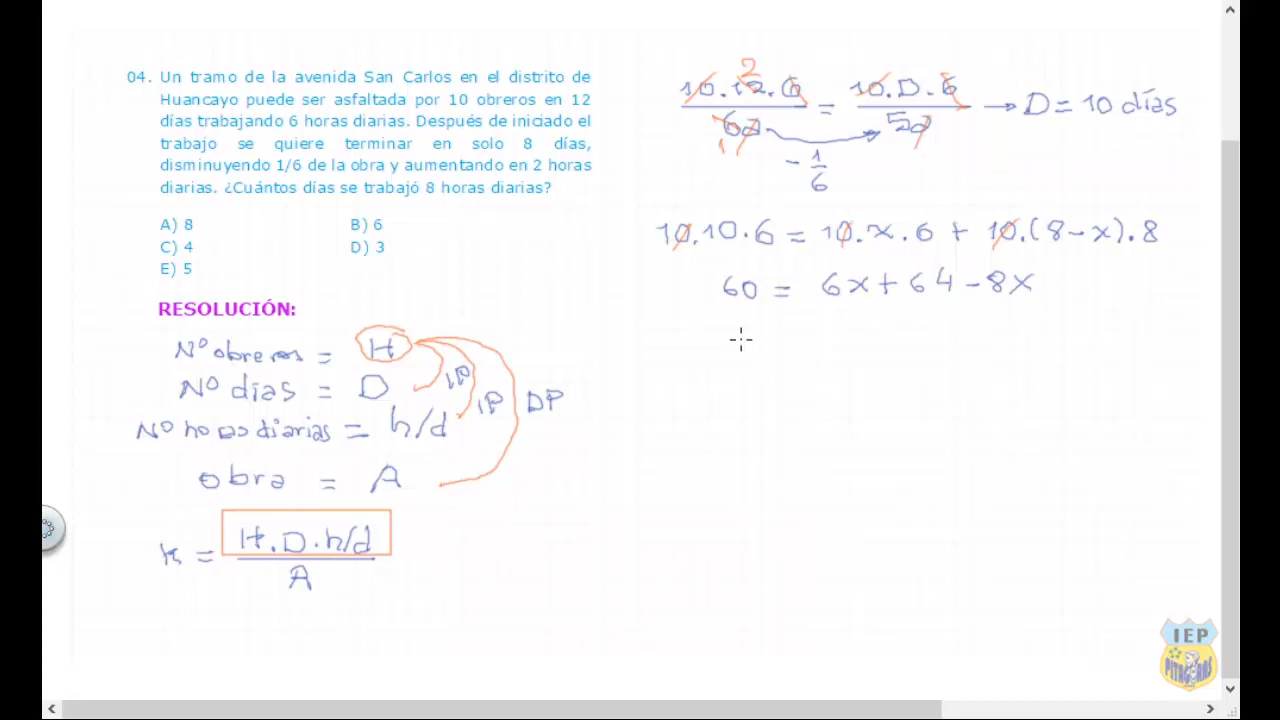 04. Un tramo de la avenida San Carlos en el distrito de
Huancayo puede ser asfaltada por 10 obreros en 12
días trabajando 6 horas diarias. Después de iniciado el
trabajo se quiere terminar en solo 8 días,
disminuyendo 1/6 de la obra y aumentando en 2 horas
diarias. ¿Cuántos días se trabajó 8 horas diarias?
A) 8 B) 6
C) 4 D) 3
E) 5
RESOLUCIÓN:
Nº obreros = H
Nº días = D
Nº horas diarias = h/d
obra = A
IP
IP
DP
k = H.D.h/d / A
2
10.12.6 / 6a = 10.D.6 / 5a → D = 10 días
1
- 1/6
10.10.6 = 10.x.6 + 10.(8-x).8
60 = 6x + 64 - 8x
IEP
PITAGORAS